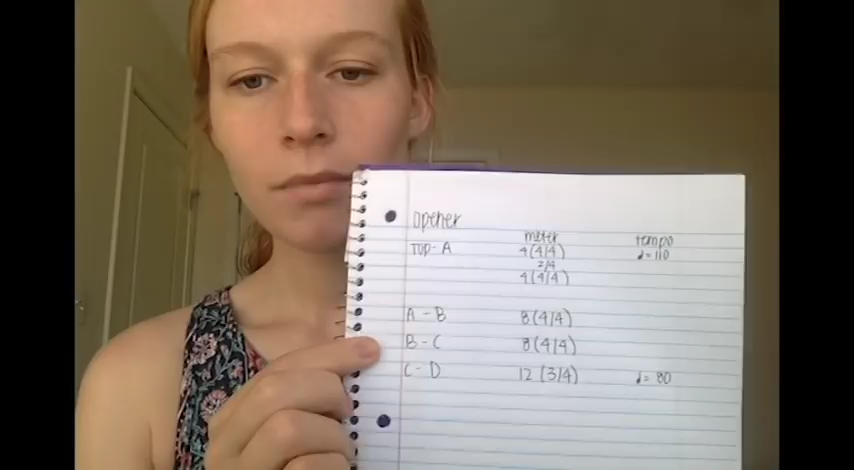 opener
meter tempo
TOP - A 4(4/4) ♩= 110
2/4
4(4/4)
A - B 8(4/4)
B - C 8(4/4)
C - D 12 (3/4) ♩= 80